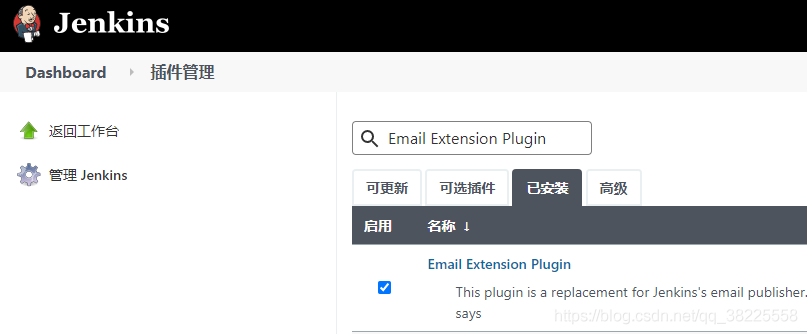 Jenkins
Dashboard 插件管理
返回工作台
管理 Jenkins
Email Extension Plugin
可更新 可选插件 已安装 高级
启用 名称 ↓
Email Extension Plugin
This plugin is a replacement for Jenkins's email publisher.
says
https://blog.csdn.net/qq_38225558